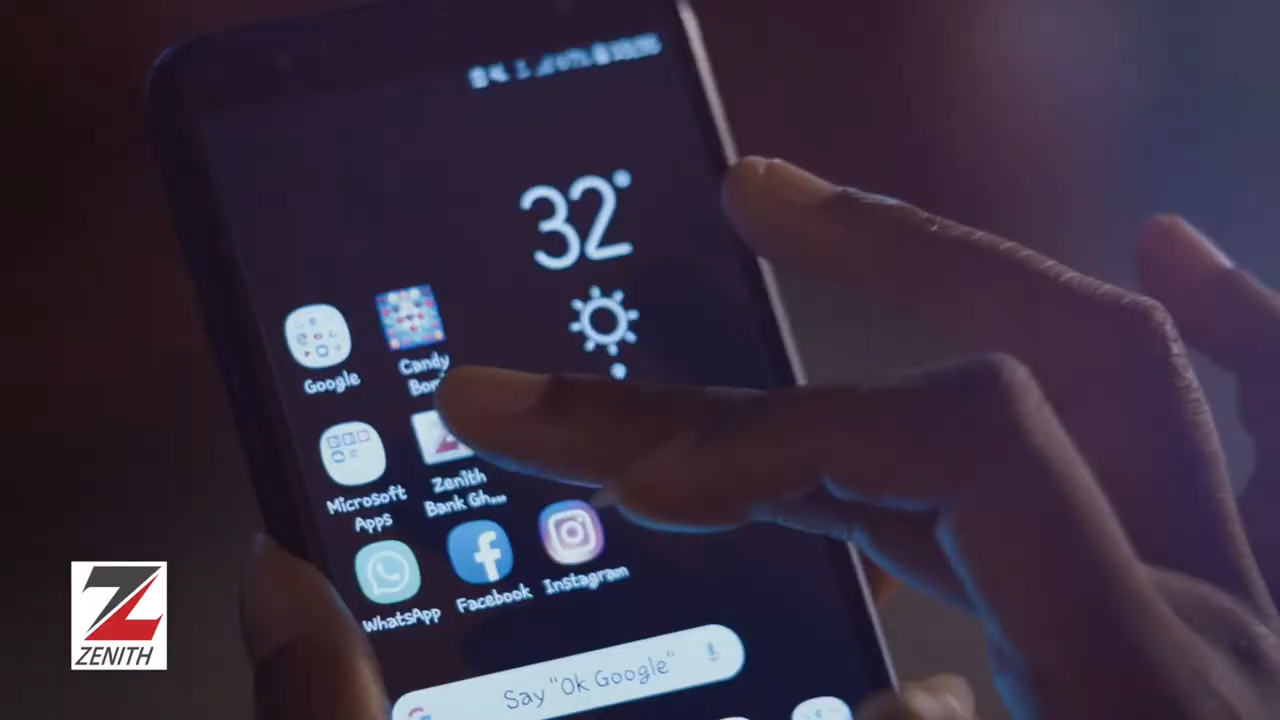 32°
Google
Candy
Microsoft
Apps
Zenith
Bank Gh...
WhatsApp
Facebook
Instagram
Say "Ok Google"
ZENITH